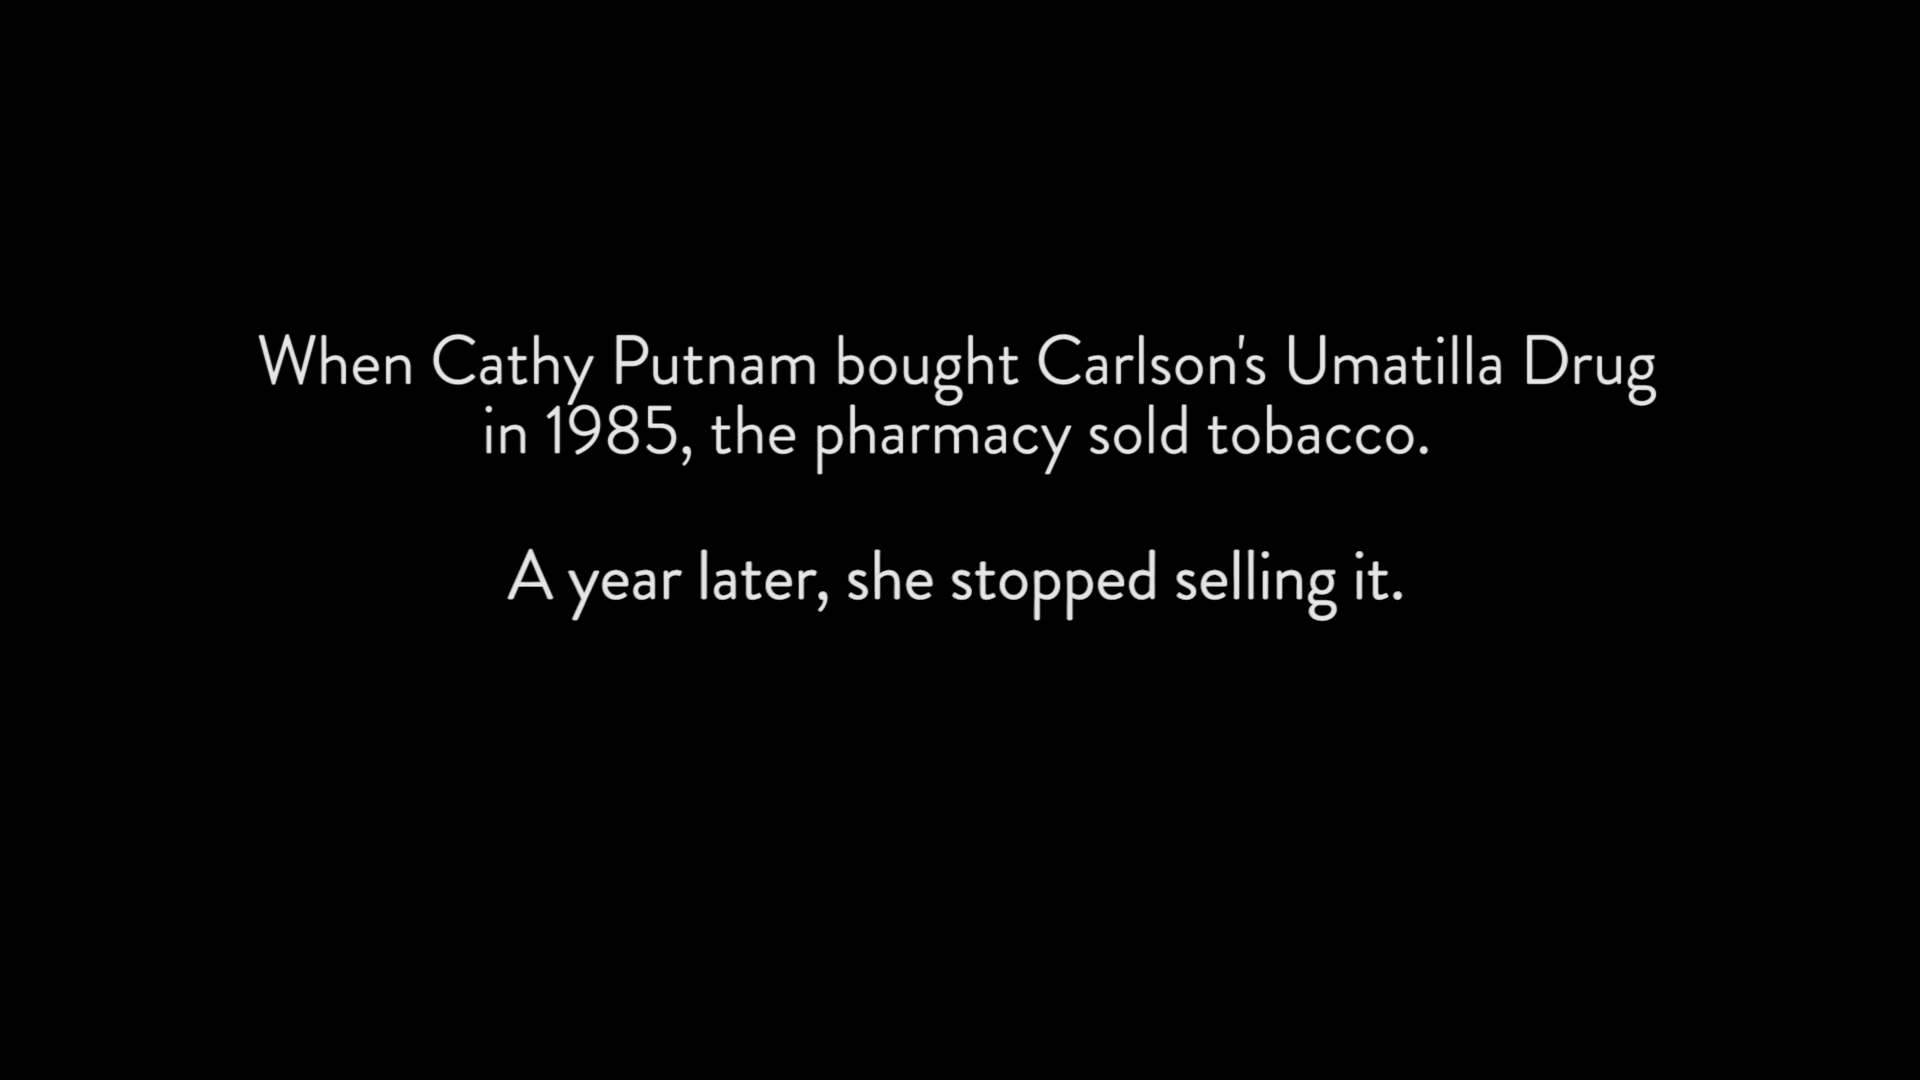 When Cathy Putnam bought Carlson's Umatilla Drug
in 1985, the pharmacy sold tobacco.
A year later, she stopped selling it.